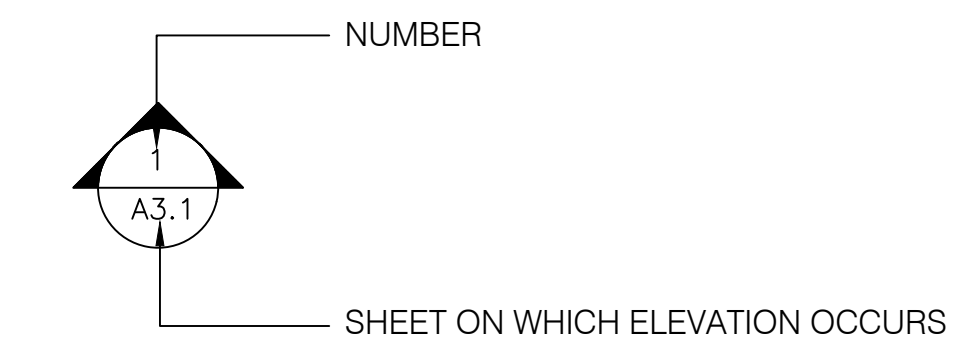 NUMBER
1
A3.1
SHEET ON WHICH ELEVATION OCCURS